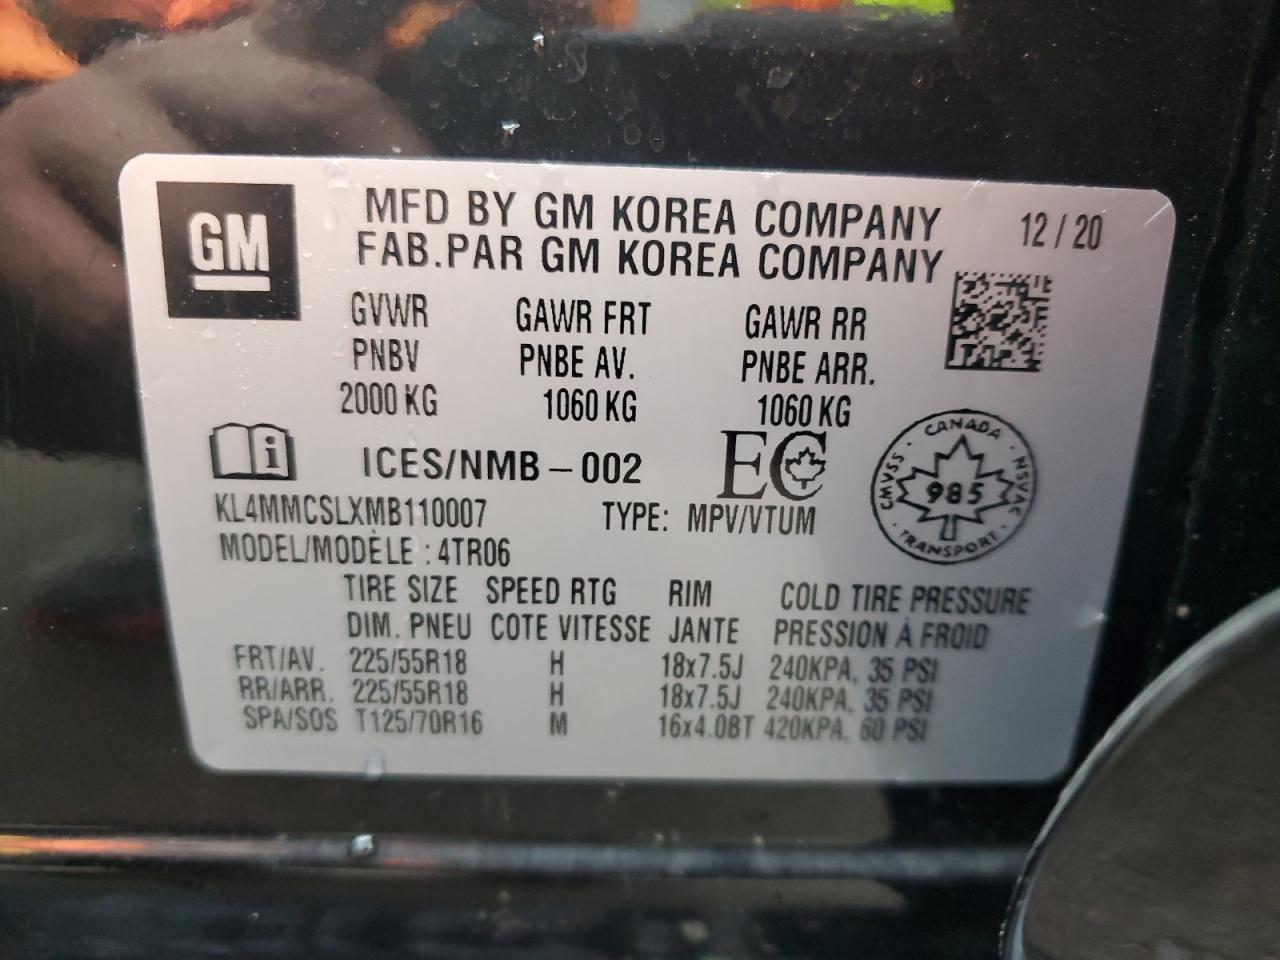 GM
MFD BY GM KOREA COMPANY 12/20
FAB.PAR GM KOREA COMPANY
GVWR GAWR FRT GAWR RR
PNBV PNBE AV. PNBE ARR.
2000 KG 1060 KG 1060 KG
i ICES/NMB-002 EC
CANADA CMVSS NSVAC 985 TRANSPORT
KL4MMCSLXMB110007 TYPE: MPV/VTUM
MODEL/MODÈLE : 4TR06
TIRE SIZE SPEED RTG RIM COLD TIRE PRESSURE
DIM. PNEU COTE VITESSE JANTE PRESSION À FROID
FRT/AV. 225/55R18 H 18x7.5J 240KPA, 35 PSI
RR/ARR. 225/55R18 H 18x7.5J 240KPA, 35 PSI
SPA/SOS T125/70R16 M 16x4.0BT 420KPA, 60 PSI